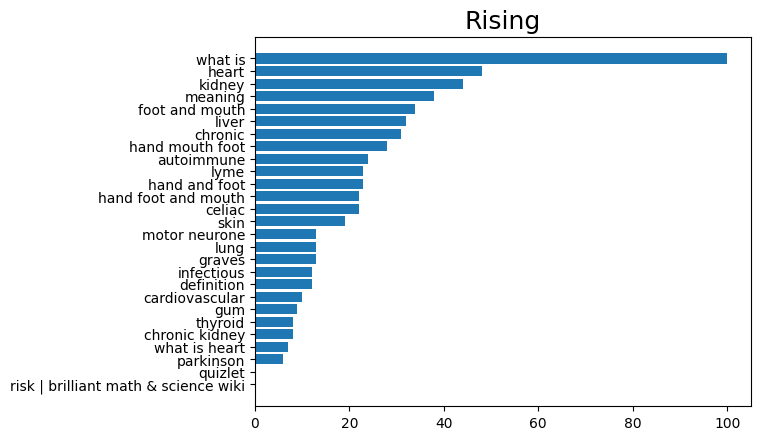 Rising
what is
heart
kidney
meaning
foot and mouth
liver
chronic
hand mouth foot
autoimmune
lyme
hand and foot
hand foot and mouth
celiac
skin
motor neurone
lung
graves
infectious
definition
cardiovascular
gum
thyroid
chronic kidney
what is heart
parkinson
quizlet
risk | brilliant math & science wiki
0 20 40 60 80 100